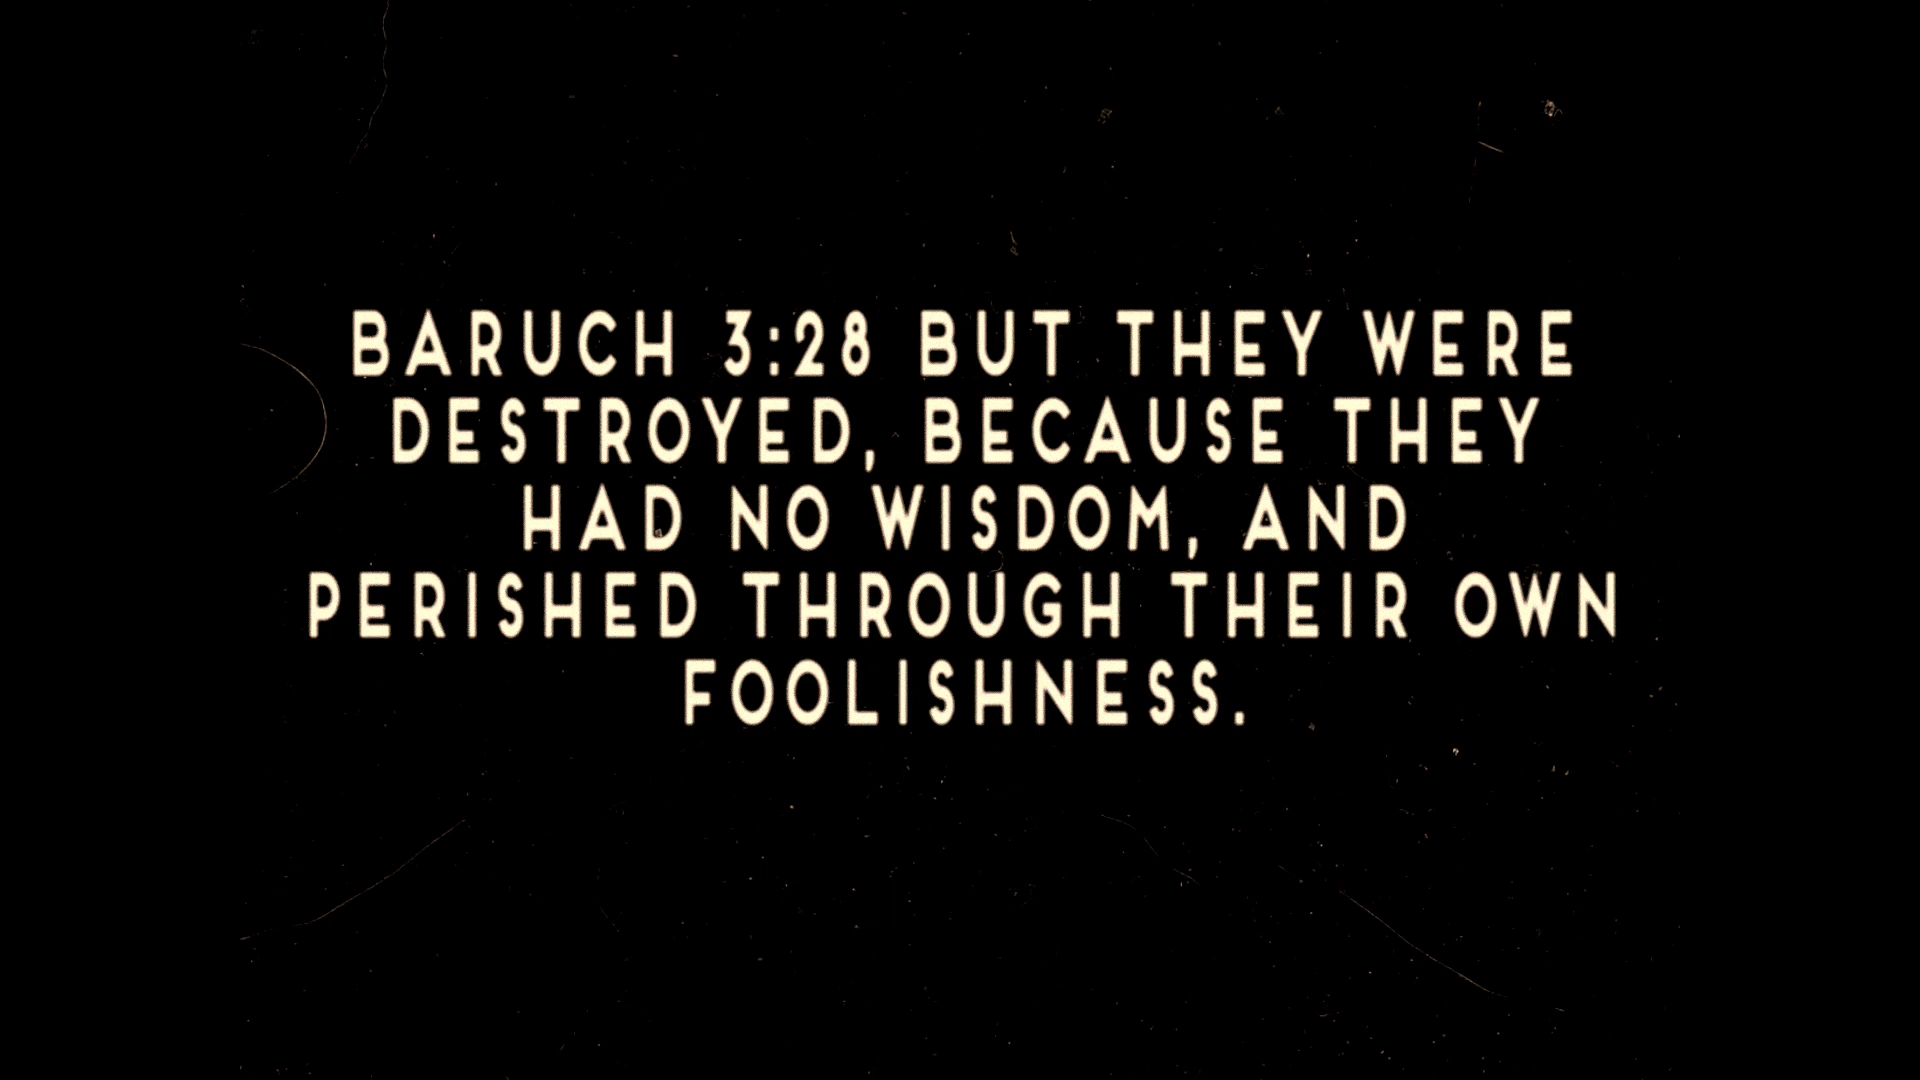 BARUCH 3:28 BUT THEY WERE
DESTROYED, BECAUSE THEY
HAD NO WISDOM, AND
PERISHED THROUGH THEIR OWN
FOOLISHNESS.